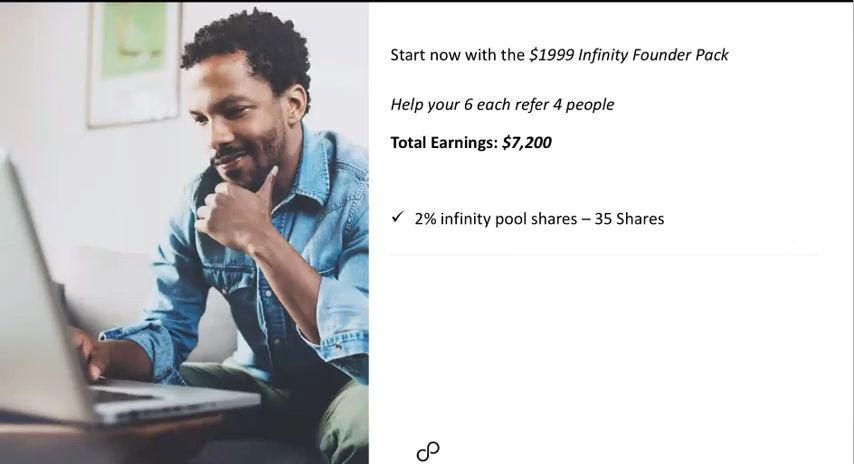 Start now with the $1999 Infinity Founder Pack
Help your 6 each refer 4 people
Total Earnings: $7,200
✓ 2% infinity pool shares – 35 Shares